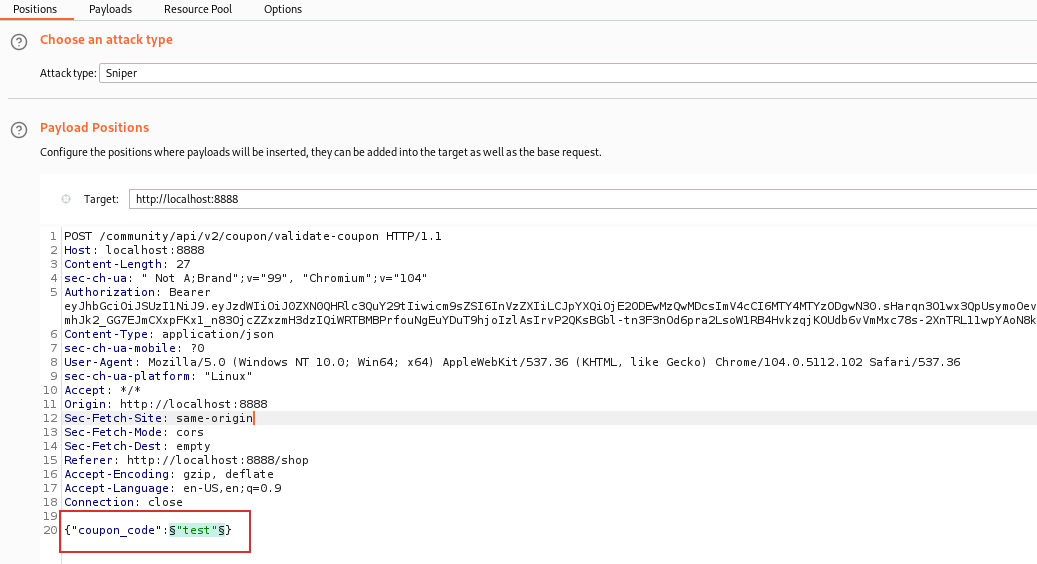 Positions Payloads Resource Pool Options
Choose an attack type
Attack type: Sniper
Payload Positions
Configure the positions where payloads will be inserted, they can be added into the target as well as the base request.
Target: http://localhost:8888
1 POST /community/api/v2/coupon/validate-coupon HTTP/1.1
2 Host: localhost:8888
3 Content-Length: 27
4 sec-ch-ua: " Not A;Brand";v="99", "Chromium";v="104"
5 Authorization: Bearer
6 Content-Type: application/json
7 sec-ch-ua-mobile: ?0
8 User-Agent: Mozilla/5.0 (Windows NT 10.0; Win64; x64) AppleWebKit/537.36 (KHTML, like Gecko) Chrome/104.0.5112.102 Safari/537.36
9 sec-ch-ua-platform: "Linux"
10 Accept: */*
11 Origin: http://localhost:8888
12 Sec-Fetch-Site: same-origin
13 Sec-Fetch-Mode: cors
14 Sec-Fetch-Dest: empty
15 Referer: http://localhost:8888/shop
16 Accept-Encoding: gzip, deflate
17 Accept-Language: en-US,en;q=0.9
18 Connection: close
19
20 {"coupon_code":§"test"§}